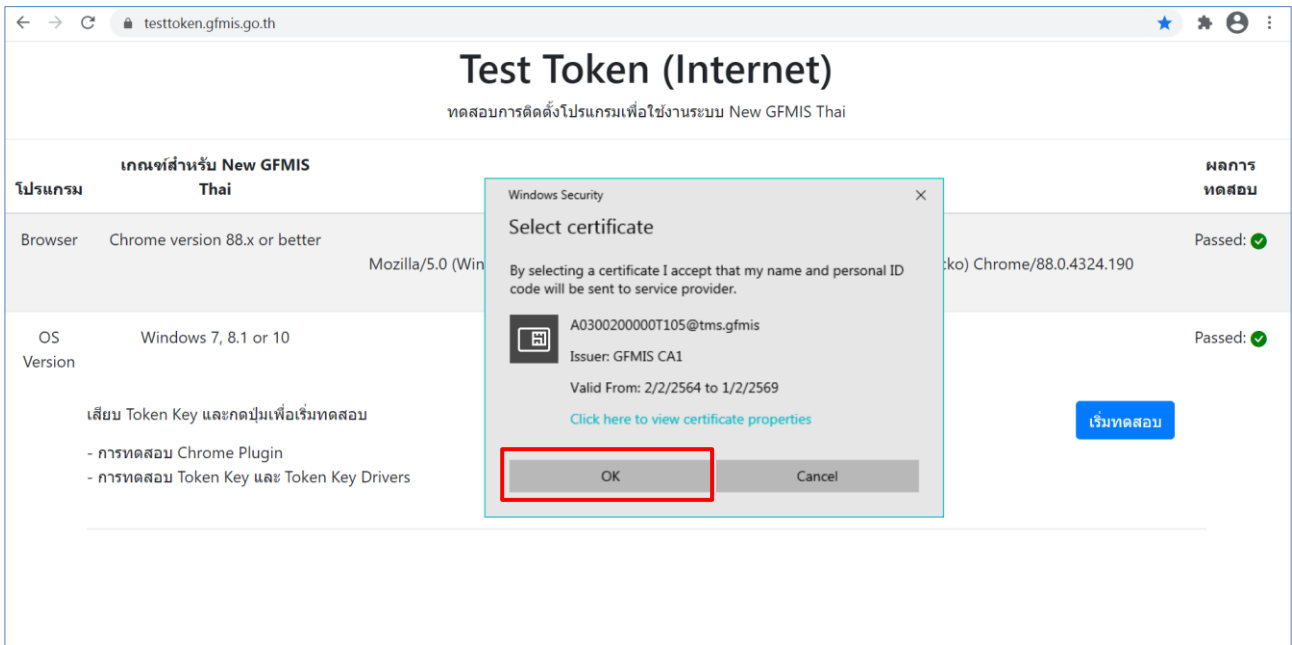 testtoken.gfmis.go.th
Test Token (Internet)
ทดสอบการติดตั้งโปรแกรมเพื่อใช้งานระบบ New GFMIS Thai
โปรแกรม
เกณฑ์สำหรับ New GFMIS
Thai
ผลการ
ทดสอบ
Browser
Chrome version 88.x or better
Mozilla/5.0 (Win
ko) Chrome/88.0.4324.190
Passed:
OS
Version
Windows 7, 8.1 or 10
Passed:
เสียบ Token Key และกดปุ่มเพื่อเริ่มทดสอบ
เริ่มทดสอบ
- การทดสอบ Chrome Plugin
- การทดสอบ Token Key และ Token Key Drivers
Windows Security
Select certificate
By selecting a certificate I accept that my name and personal ID
code will be sent to service provider.
A0300200000T105@tms.gfmis
Issuer: GFMIS CA1
Valid From: 2/2/2564 to 1/2/2569
Click here to view certificate properties
OK
Cancel